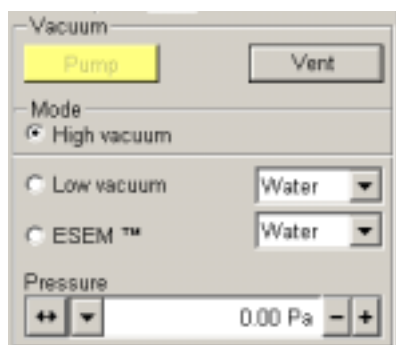 Vacuum
Pump Vent
Mode
High vacuum
Low vacuum Water
ESEM ™ Water
Pressure
0.00 Pa - +